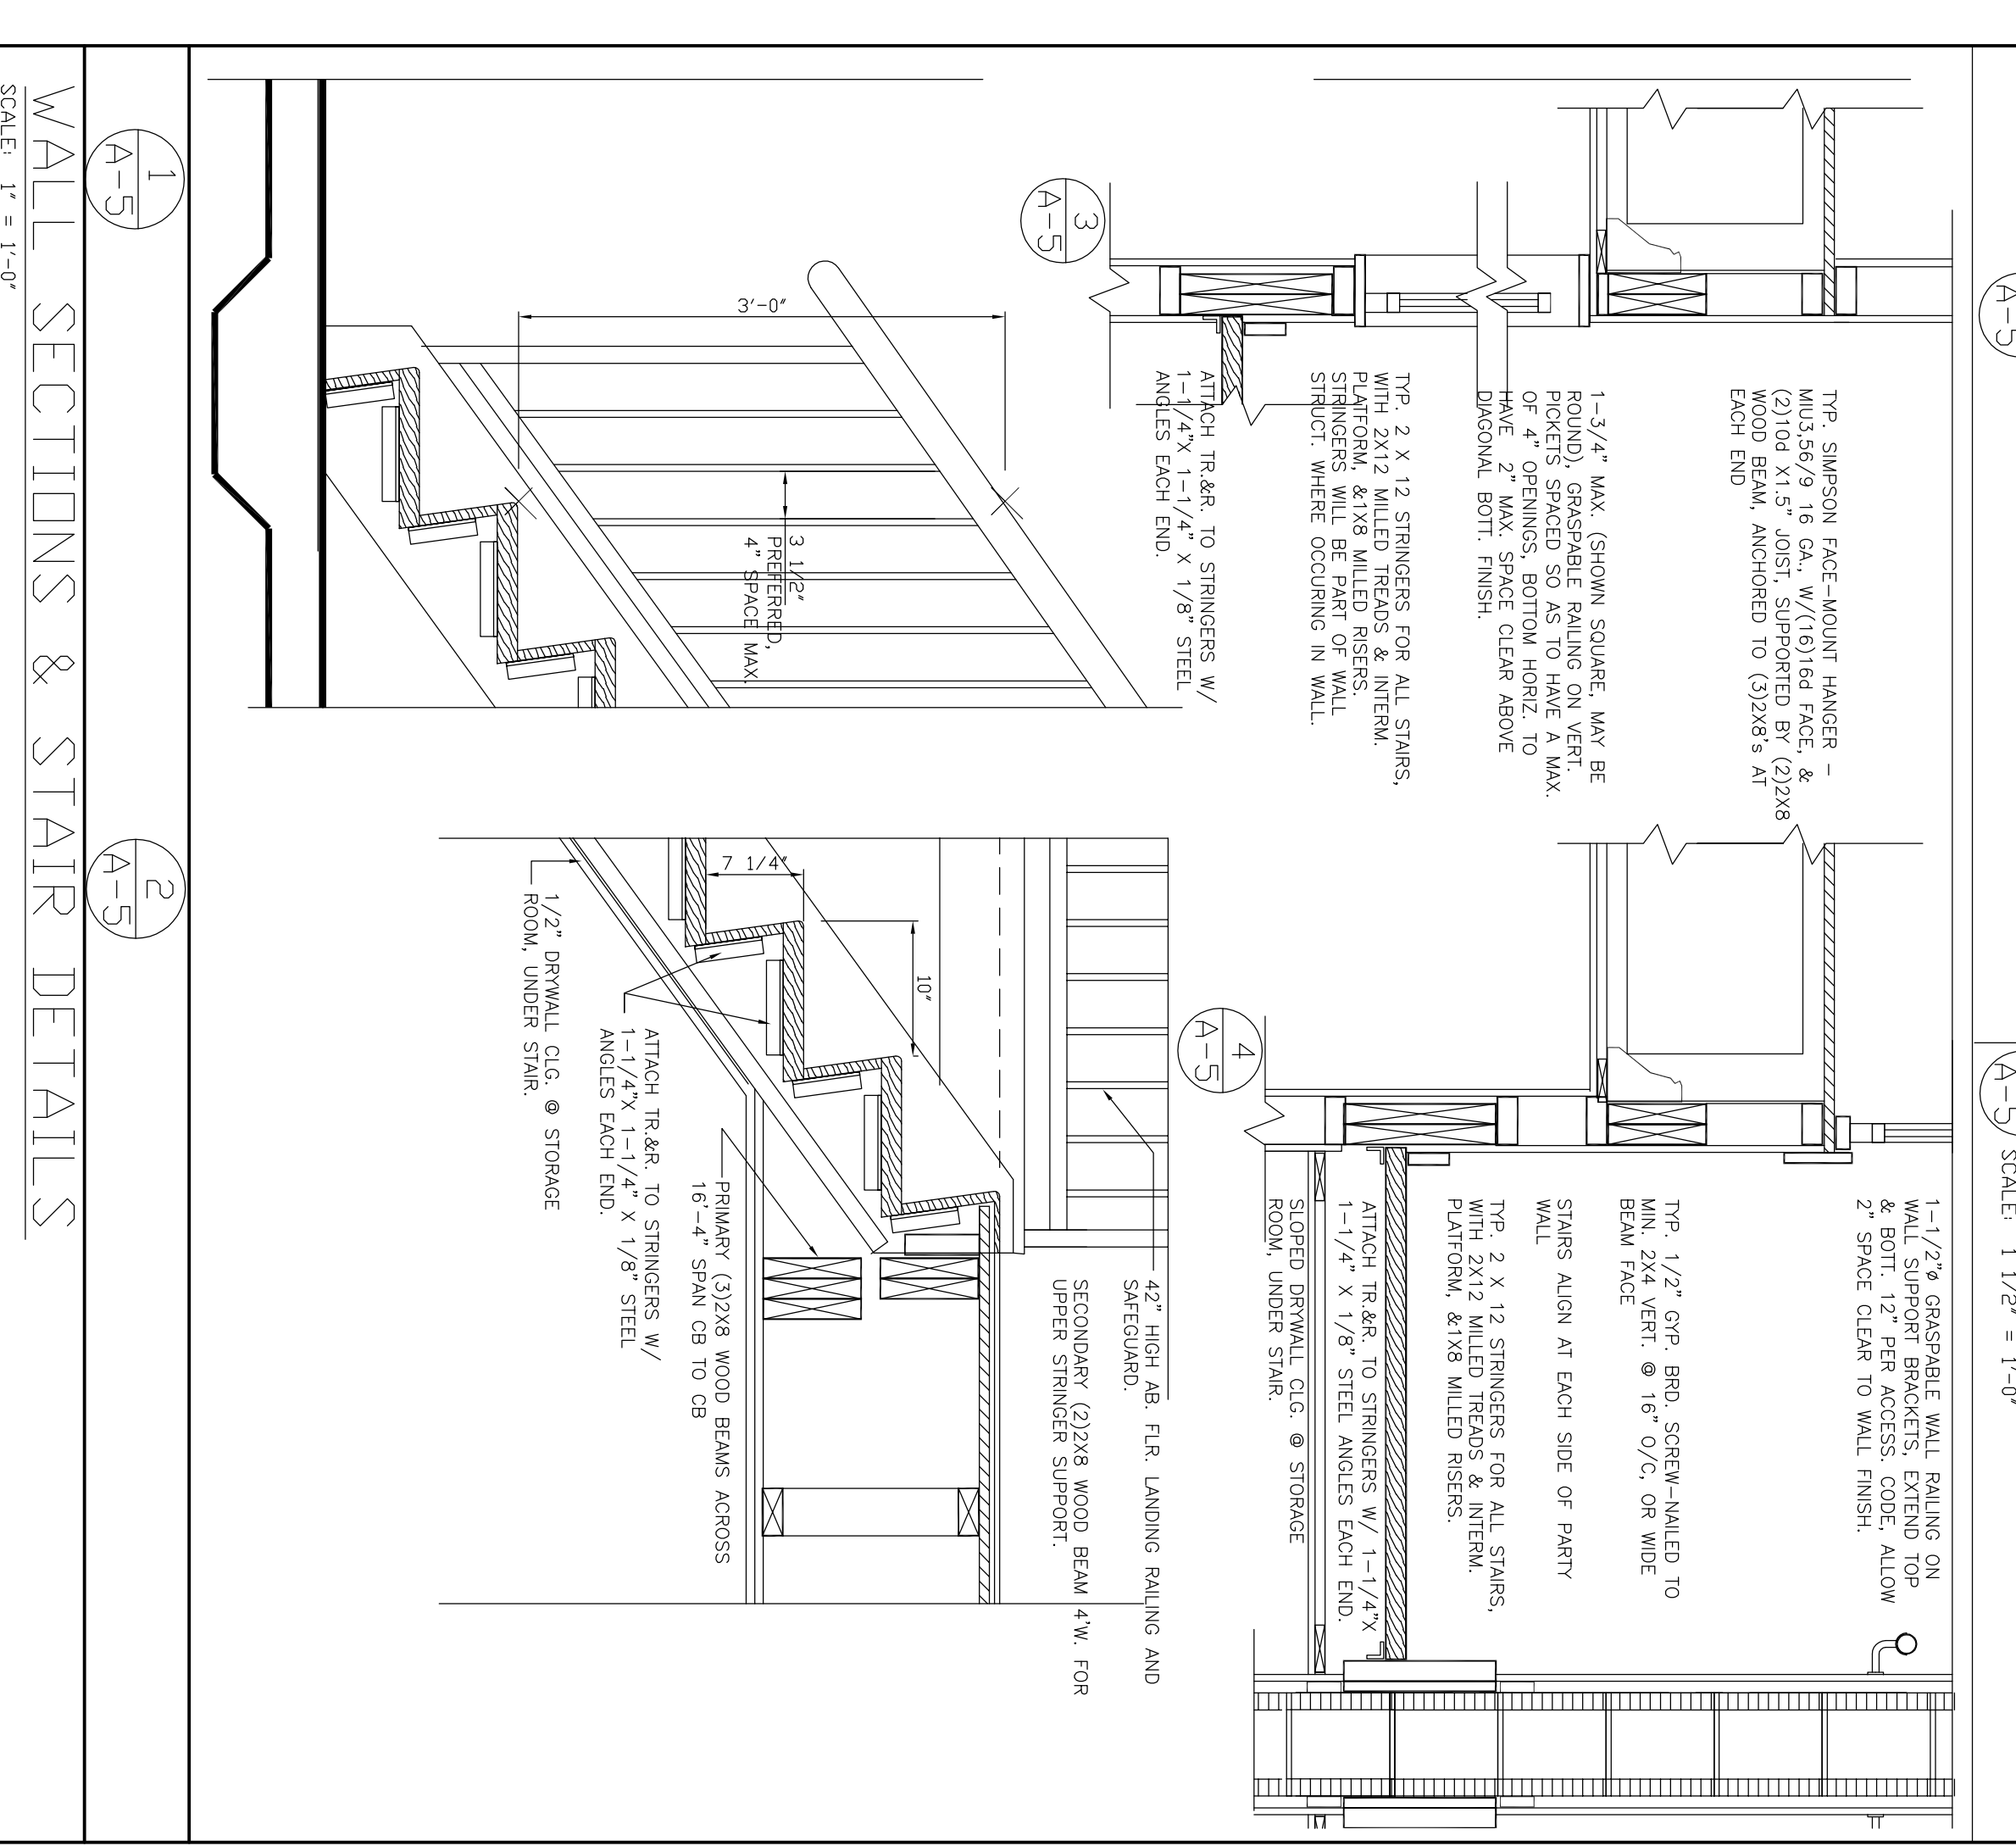 A-5
A-5
SCALE: 1 1/2" = 1'-0"
TYP. SIMPSON FACE-MOUNT HANGER -
MIU3,56/9 16 GA., W/(16)16d FACE, &
(2)10d X1.5" JOIST, SUPPORTED BY (2)2X8
WOOD BEAM, ANCHORED TO (3)2X8's AT
EACH END
1-3/4" MAX. (SHOWN SQUARE, MAY BE
ROUND), GRASPABLE RAILING ON VERT.
PICKETS SPACED SO AS TO HAVE A MAX.
OF 4" OPENINGS, BOTTOM HORIZ. TO
HAVE 2" MAX. SPACE CLEAR ABOVE
DIAGONAL BOTT. FINISH.
TYP. 2 X 12 STRINGERS FOR ALL STAIRS,
WITH 2X12 MILLED TREADS & INTERM.
PLATFORM, &1X8 MILLED RISERS.
STRINGERS WILL BE PART OF WALL
STRUCT. WHERE OCCURING IN WALL.
ATTACH TR.&R. TO STRINGERS W/
1-1/4"X 1-1/4" X 1/8" STEEL
ANGLES EACH END.
3
A-5
1-1/2"ø GRASPABLE WALL RAILING ON
WALL SUPPORT BRACKETS, EXTEND TOP
& BOTT. 12" PER ACCESS. CODE, ALLOW
2" SPACE CLEAR TO WALL FINISH.
TYP. 1/2" GYP. BRD. SCREW-NAILED TO
MIN. 2X4 VERT. @ 16" O/C, OR WIDE
BEAM FACE
STAIRS ALIGN AT EACH SIDE OF PARTY
WALL
TYP. 2 X 12 STRINGERS FOR ALL STAIRS,
WITH 2X12 MILLED TREADS & INTERM.
PLATFORM, &1X8 MILLED RISERS.
ATTACH TR.&R. TO STRINGERS W/ 1-1/4"X
1-1/4" X 1/8" STEEL ANGLES EACH END.
SLOPED DRYWALL CLG. @ STORAGE
ROOM, UNDER STAIR.
4
A-5
3'-0"
3 1/2"
PREFERRED,
4" SPACE MAX.
42" HIGH AB. FLR. LANDING RAILING AND
SAFEGUARD.
SECONDARY (2)2X8 WOOD BEAM 4'W. FOR
UPPER STRINGER SUPPORT.
10"
7 1/4"
PRIMARY (3)2X8 WOOD BEAMS ACROSS
16'-4" SPAN CB TO CB
ATTACH TR.&R. TO STRINGERS W/
1-1/4"X 1-1/4" X 1/8" STEEL
ANGLES EACH END.
1/2" DRYWALL CLG. @ STORAGE
ROOM, UNDER STAIR.
1
A-5
2
A-5
WALL SECTIONS & STAIR DETAILS
SCALE: 1" = 1'-0"